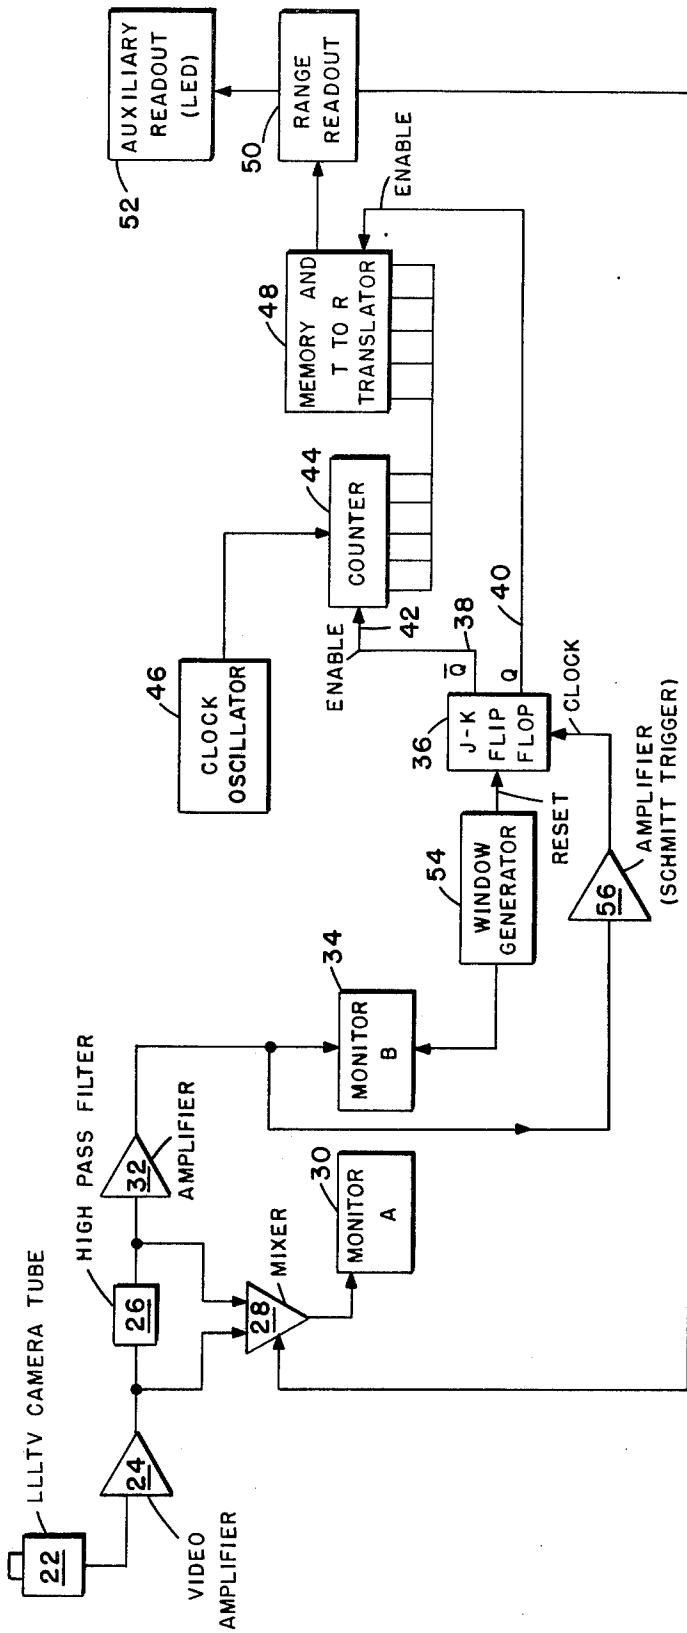 22
LLLTV CAMERA TUBE
24
VIDEO
AMPLIFIER
26
HIGH PASS FILTER
32
AMPLIFIER
28
MIXER
30
MONITOR
A
34
MONITOR
B
54
WINDOW
GENERATOR
RESET
56
AMPLIFIER
(SCHMITT TRIGGER)
CLOCK
36
J-K
FLIP
FLOP
Q̅
Q
38
40
42
ENABLE
46
CLOCK
OSCILLATOR
44
COUNTER
48
MEMORY AND
T TO R
TRANSLATOR
ENABLE
50
RANGE
READOUT
52
AUXILIARY
READOUT
(LED)